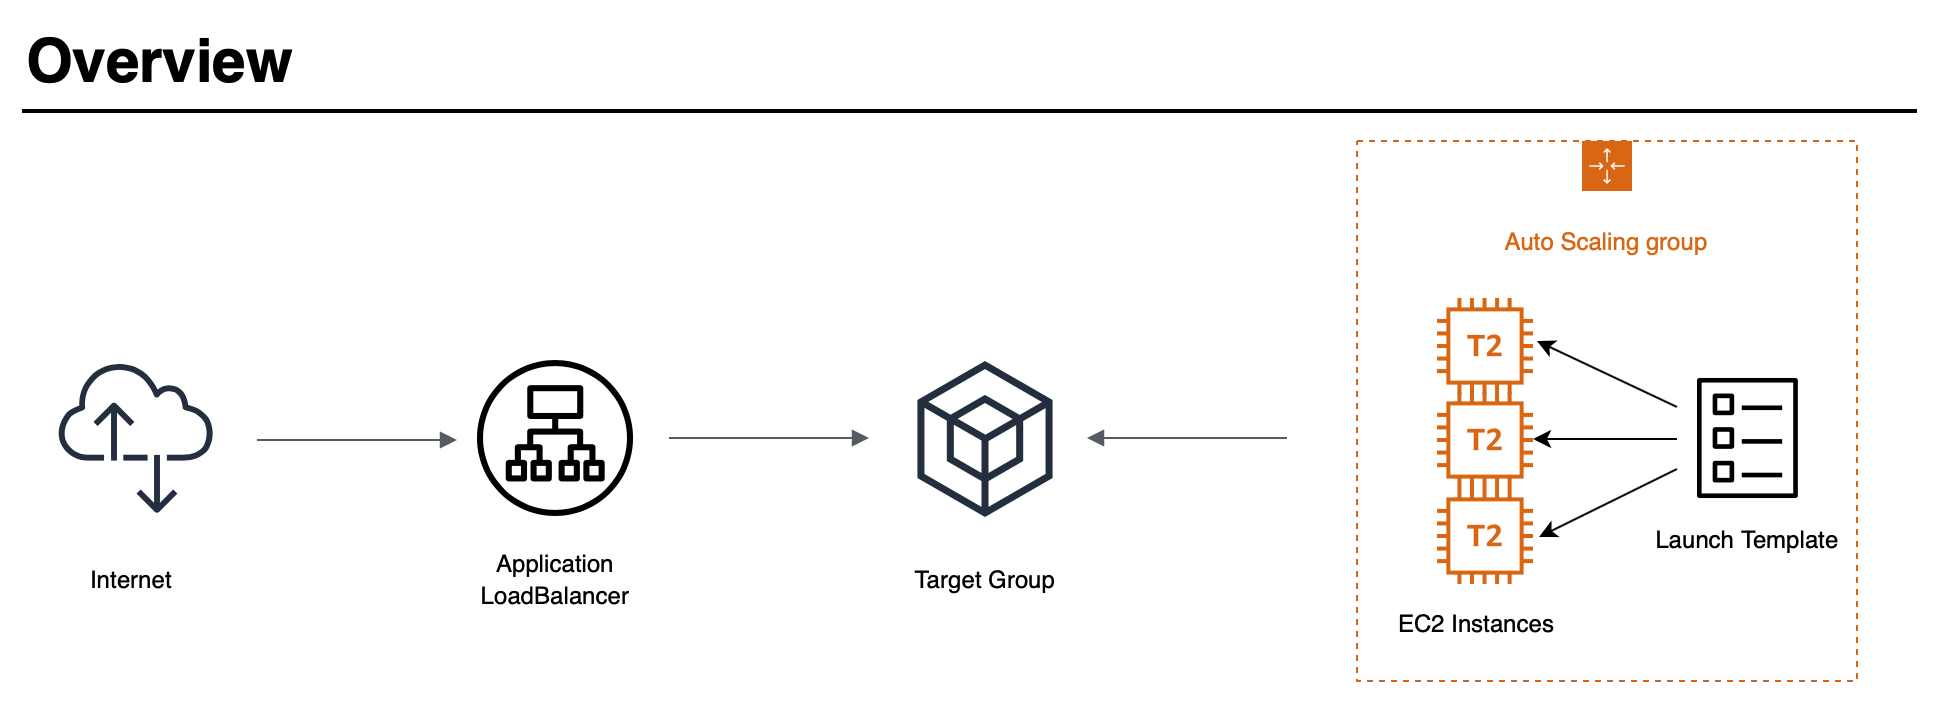 Overview
Auto Scaling group
T2
T2
T2
Launch Template
EC2 Instances
Internet
Application
LoadBalancer
Target Group